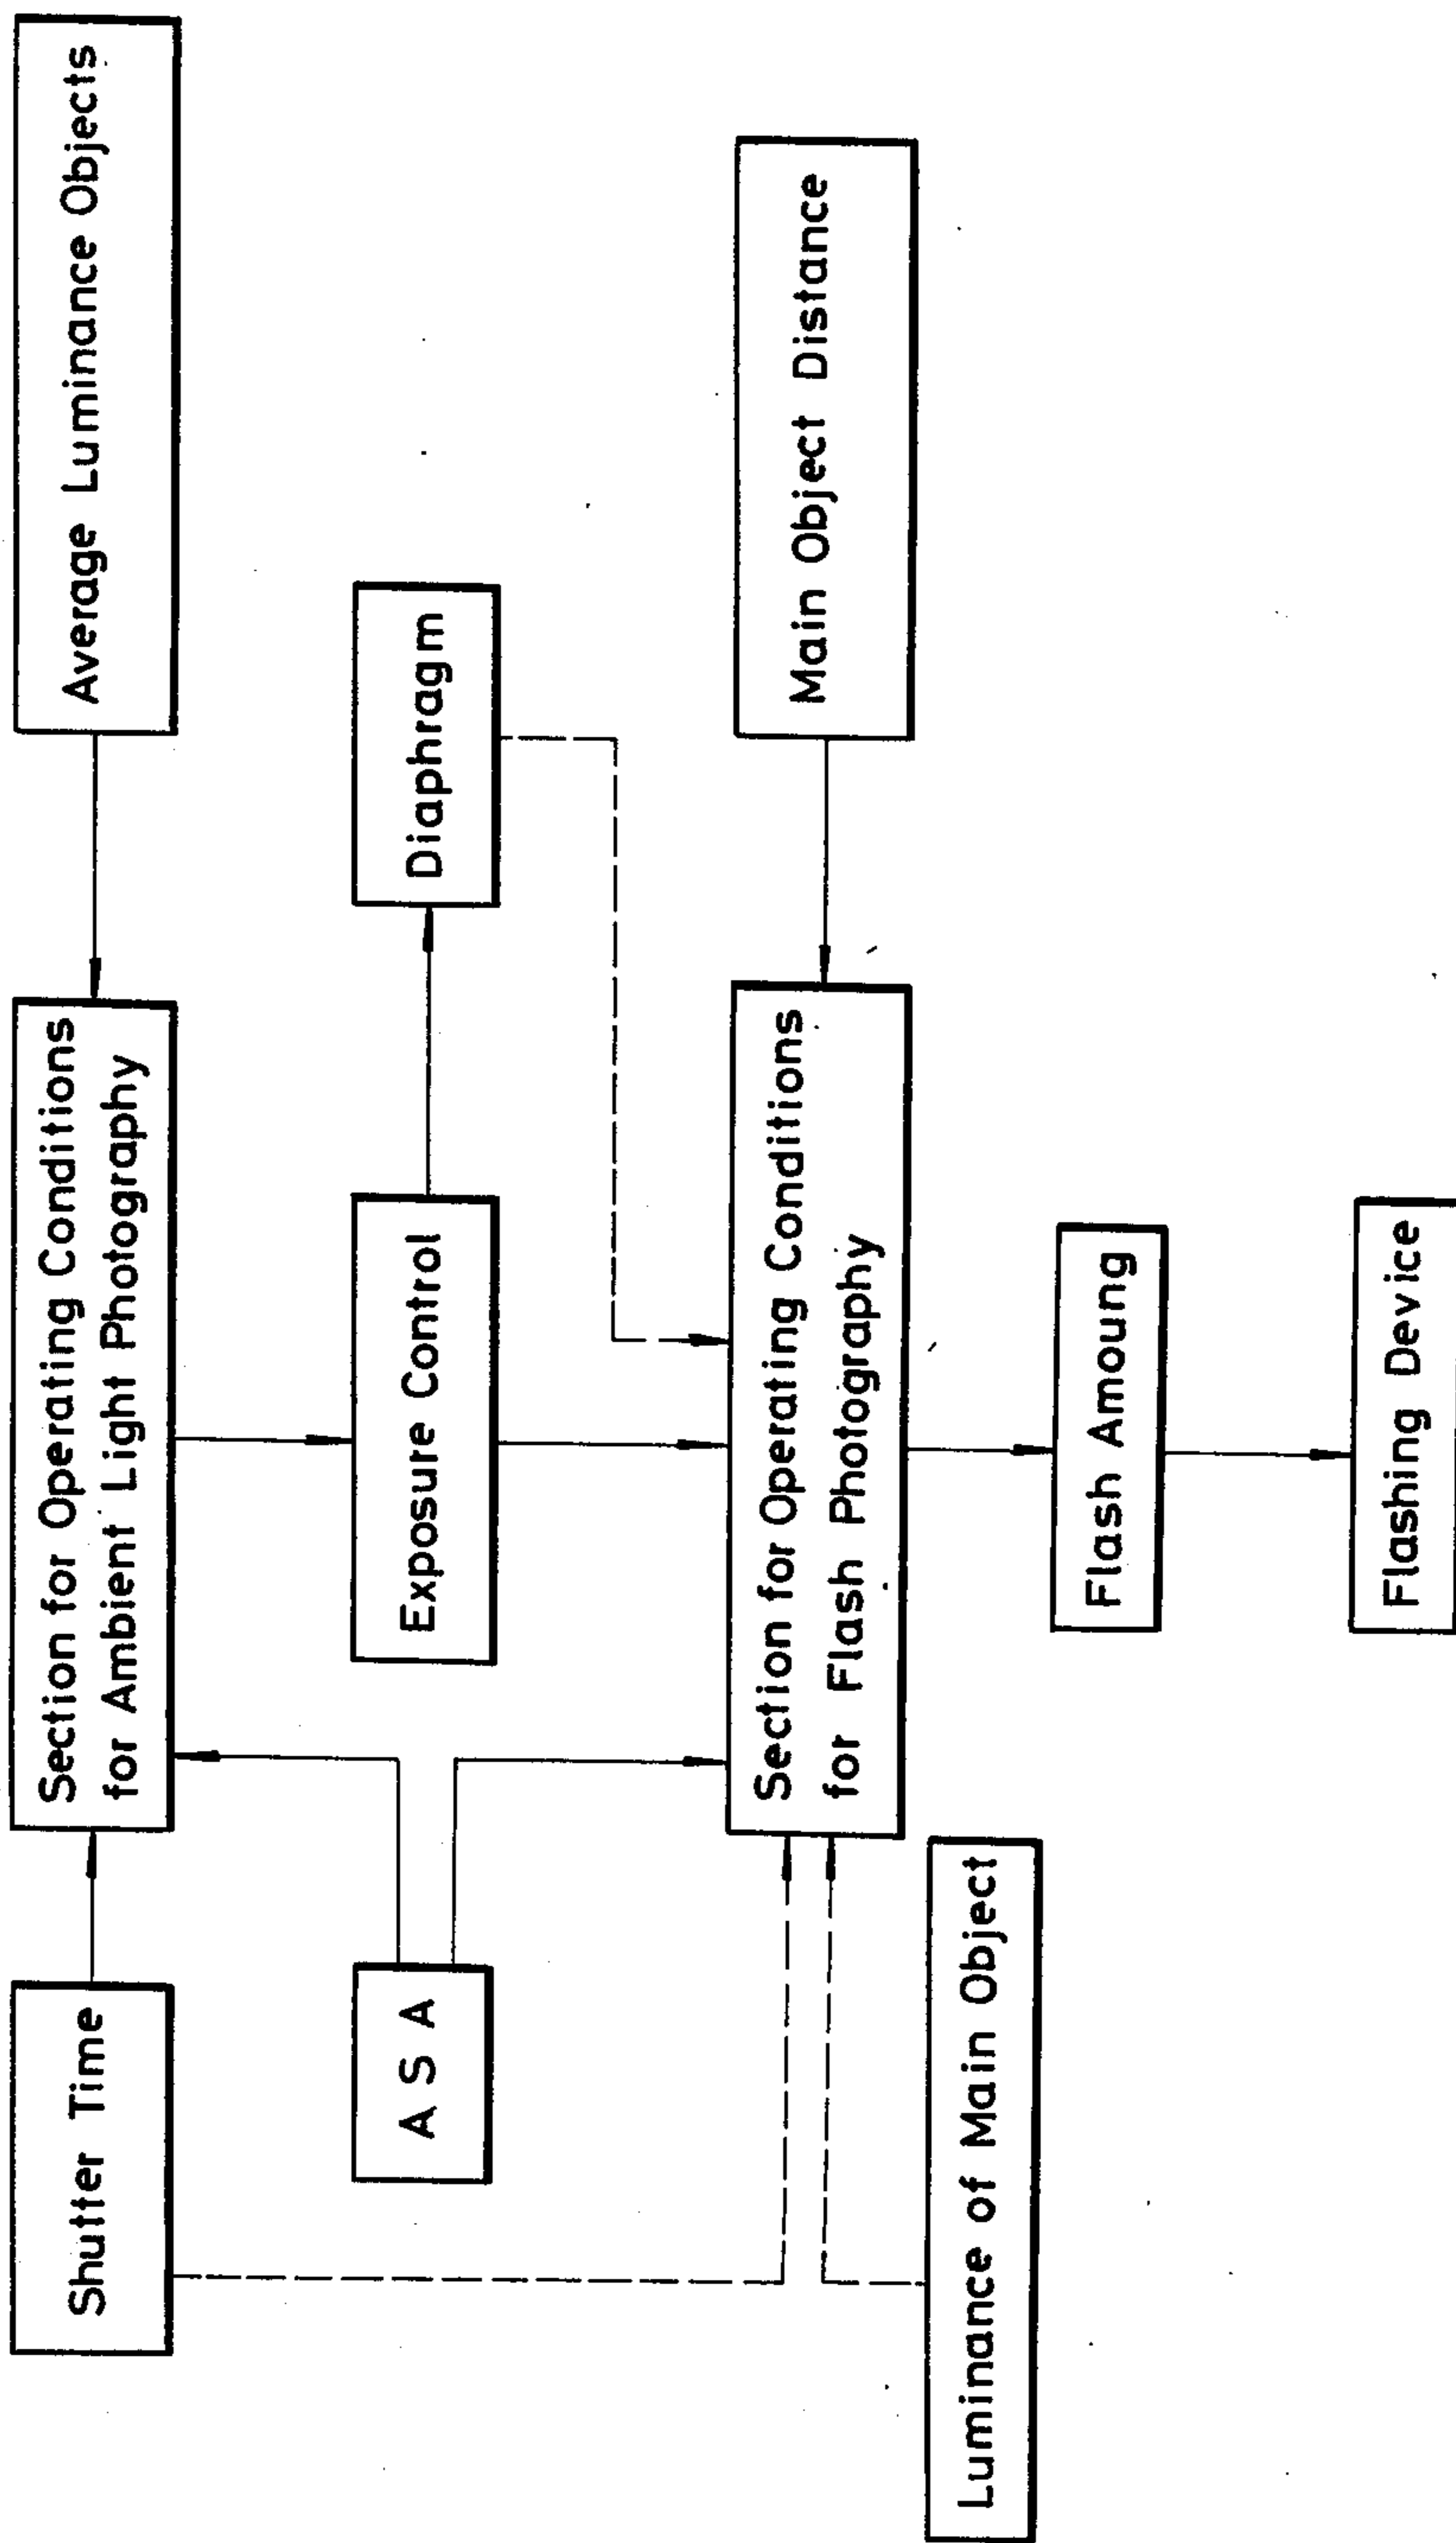 Shutter Time
Section for Operating Conditions
for Ambient Light Photography
Average Luminance Objects
A S A
Exposure Control
Diaphragm
Section for Operating Conditions
for Flash Photography
Main Object Distance
Luminance of Main Object
Flash Amoung
Flashing Device